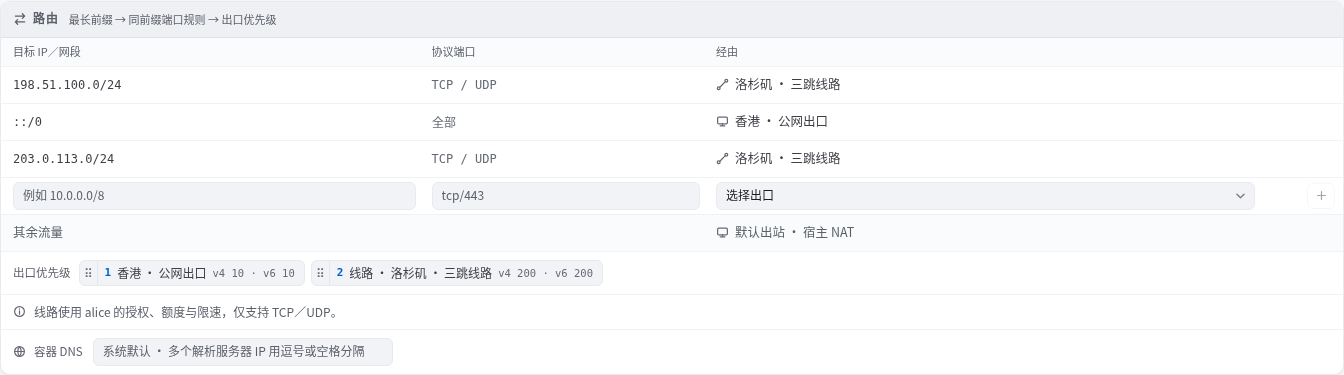 路由 最长前缀 → 同前缀端口规则 → 出口优先级
目标 IP／网段 协议端口 经由
198.51.100.0/24 TCP / UDP 洛杉矶 · 三跳线路
::/0 全部 香港 · 公网出口
203.0.113.0/24 TCP / UDP 洛杉矶 · 三跳线路
例如 10.0.0.0/8 tcp/443 选择出口 +
其余流量 默认出站 · 宿主 NAT
出口优先级 1 香港 · 公网出口 v4 10 · v6 10 2 线路 · 洛杉矶 · 三跳线路 v4 200 · v6 200
线路使用 alice 的授权、额度与限速，仅支持 TCP／UDP。
容器 DNS 系统默认 · 多个解析服务器 IP 用逗号或空格分隔